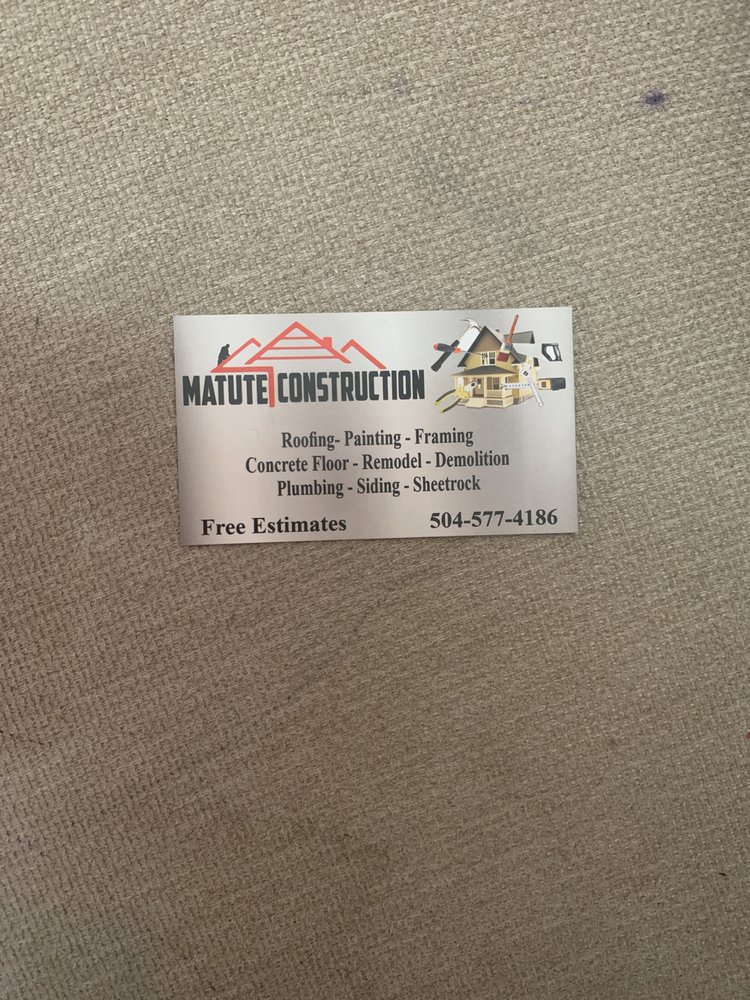 MATUTE CONSTRUCTION
Roofing- Painting - Framing
Concrete Floor - Remodel - Demolition
Plumbing - Siding - Sheetrock
Free Estimates 504-577-4186